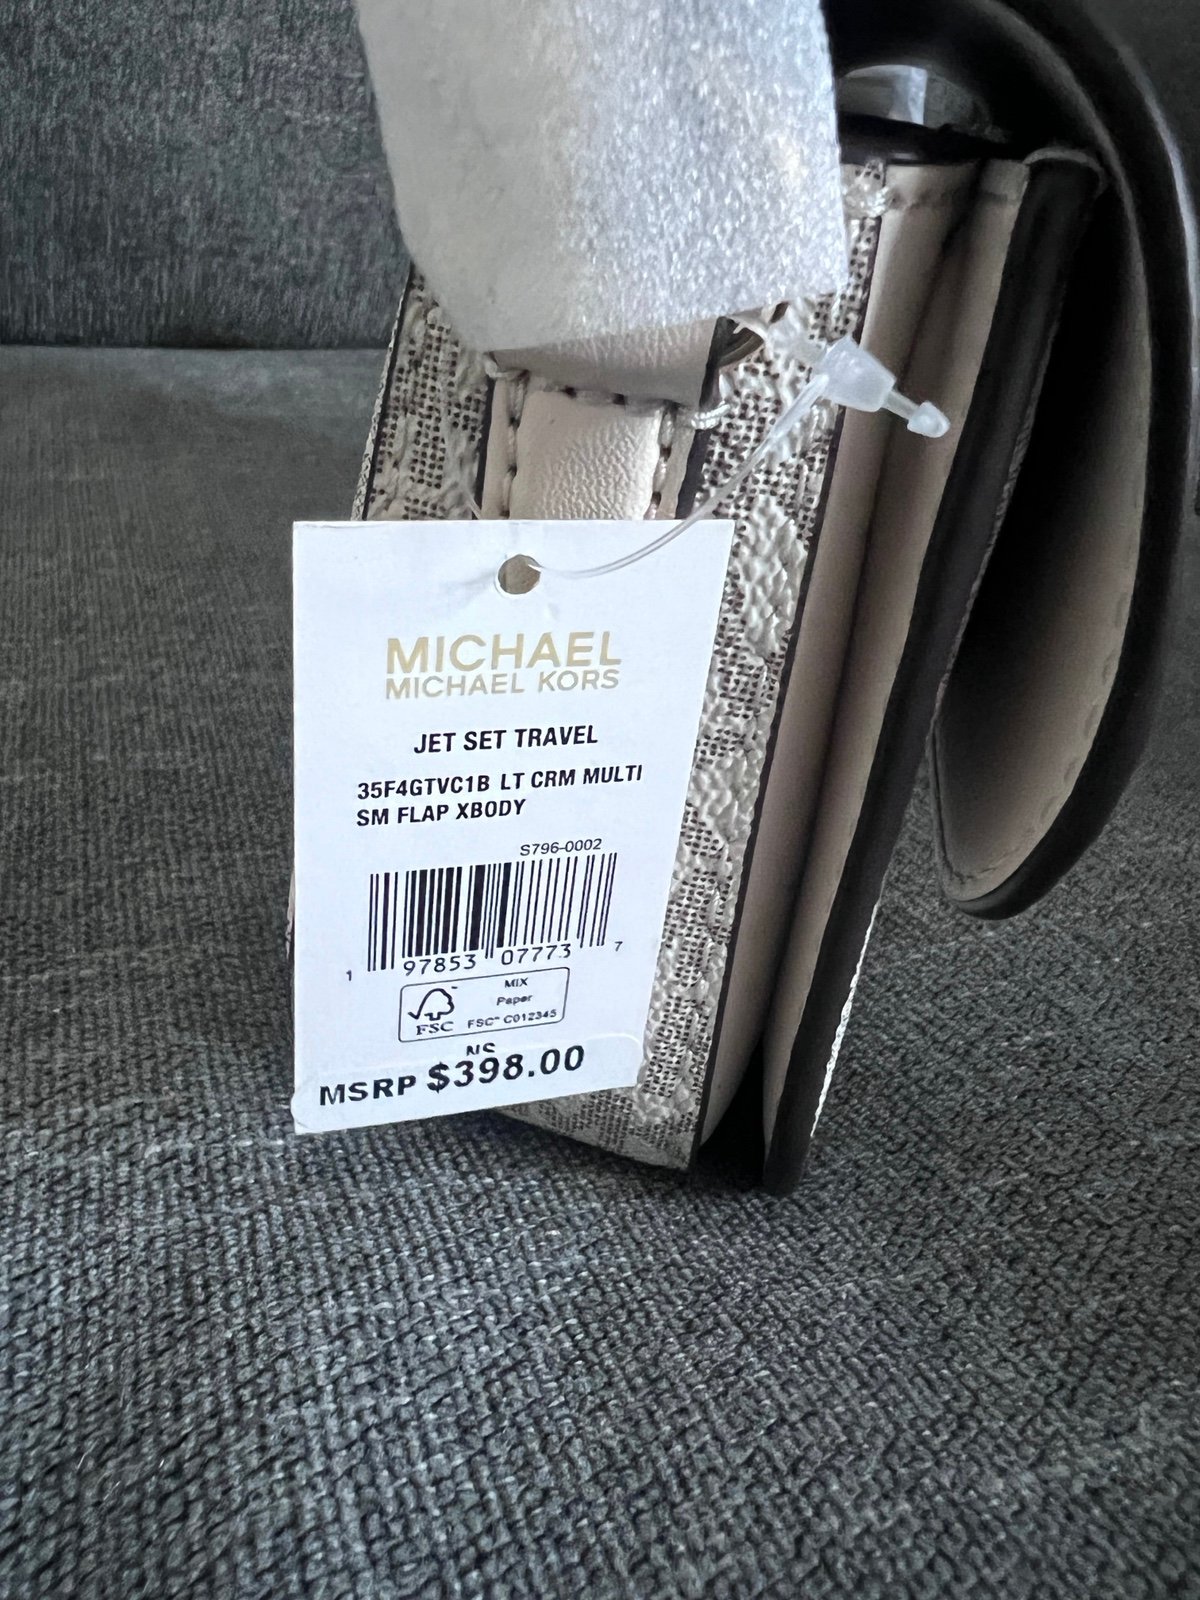 MICHAEL
MICHAEL KORS
JET SET TRAVEL
35F4GTVC1B LT CRM MULTI
SM FLAP XBODY
S796-0002
1 97853 07773 7
MIX
Paper
FSC™ C012345
FSC
NS
MSRP $398.00